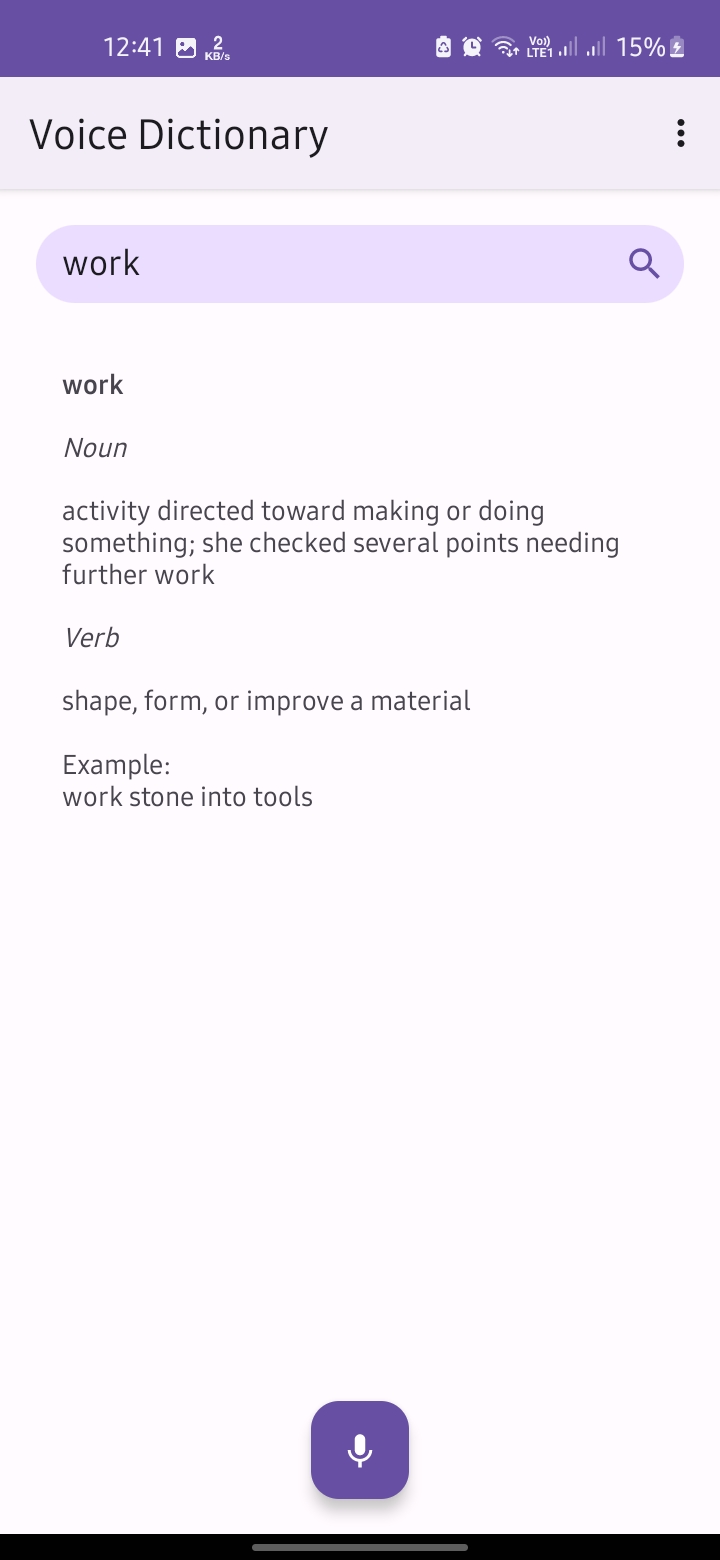 12:41 2 KB/s Vo)) LTE1 15%
Voice Dictionary
work
work
Noun
activity directed toward making or doing
something; she checked several points needing
further work
Verb
shape, form, or improve a material
Example:
work stone into tools